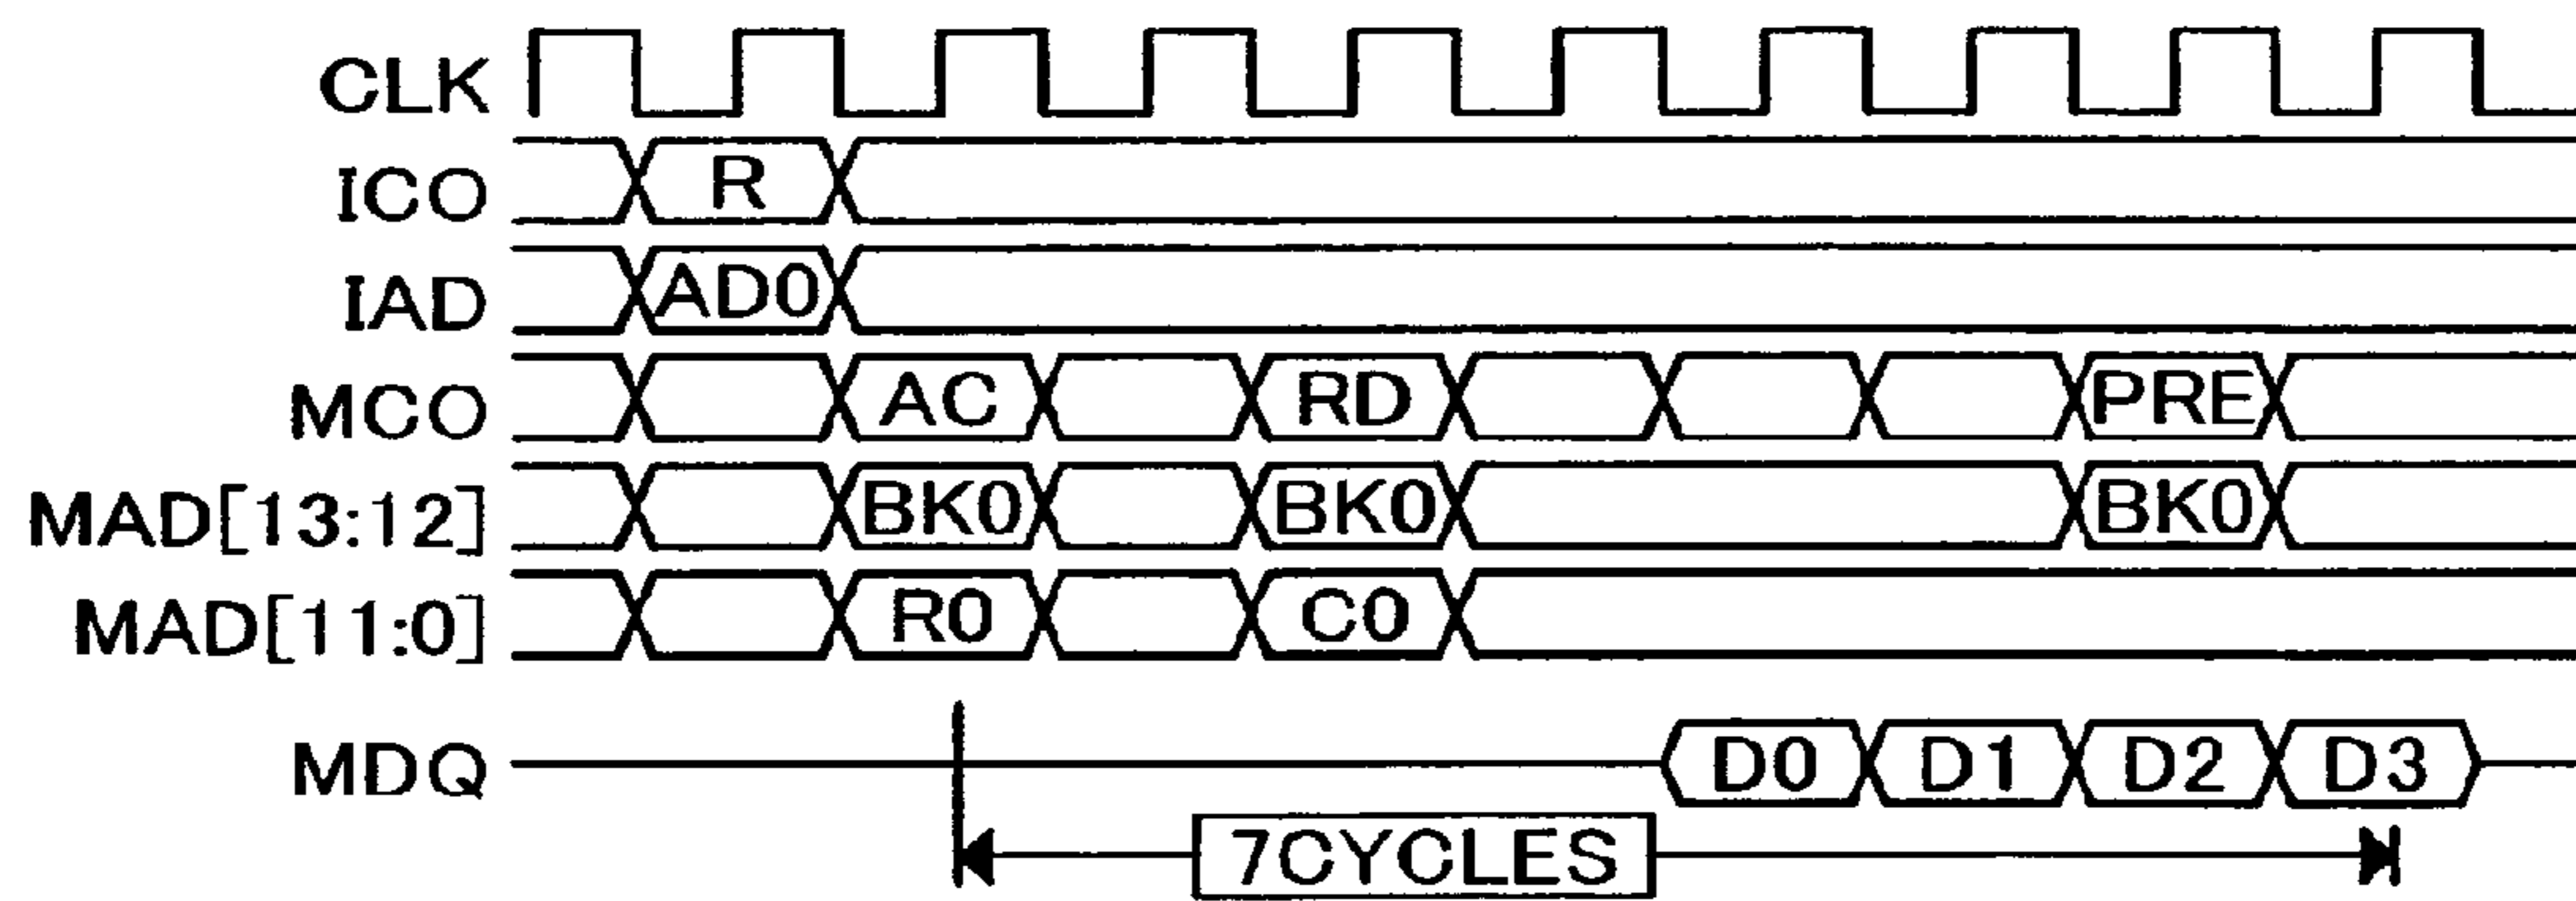 CLK
ICO R
IAD AD0
MCO AC RD PRE
MAD[13:12] BK0 BK0 BK0
MAD[11:0] R0 C0
MDQ D0 D1 D2 D3
7CYCLES